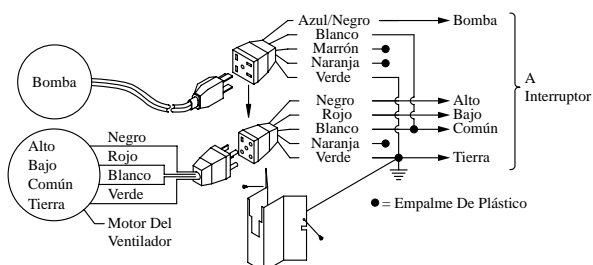 Azul/Negro
Bomba
Blanco
Marrón
Naranja
Verde
A
Interruptor
Bomba
Negro
Alto
Rojo
Bajo
Blanco
Común
Naranja
Verde
Tierra
Alto
Bajo
Común
Tierra
Negro
Rojo
Blanco
Verde
Motor Del
Ventilador
= Empalme De Plástico